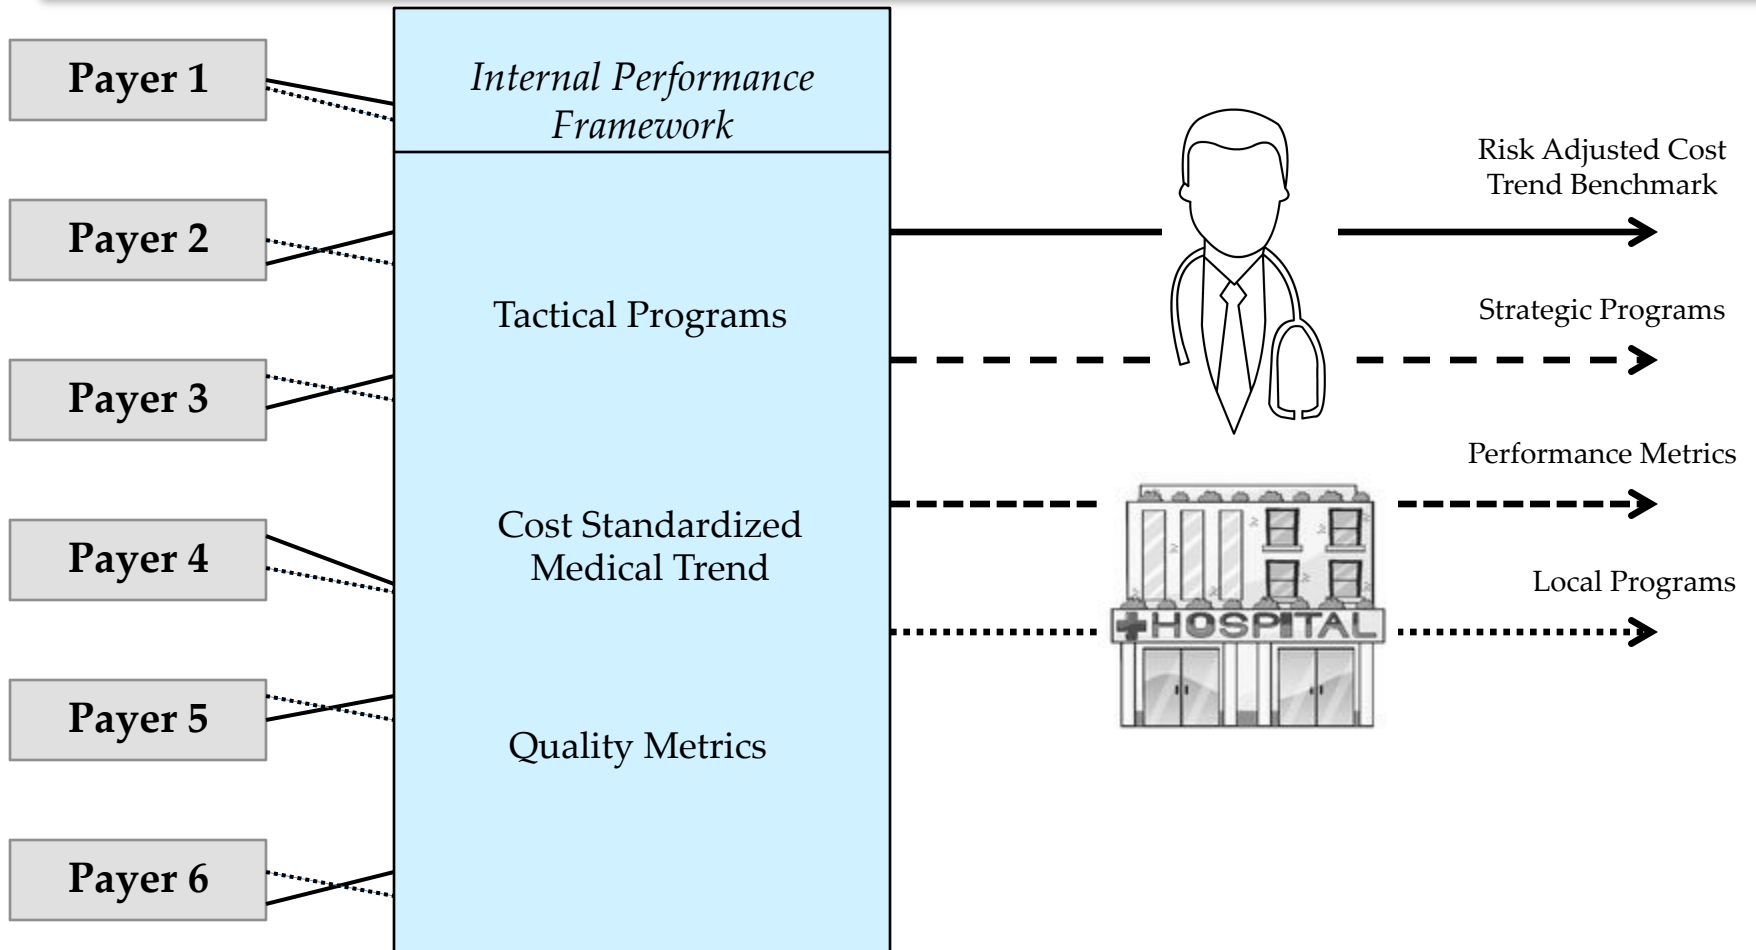 Payer 1
Payer 2
Payer 3
Payer 4
Payer 5
Payer 6
Internal Performance
Framework
Tactical Programs
Cost Standardized
Medical Trend
Quality Metrics
Risk Adjusted Cost
Trend Benchmark
Strategic Programs
Performance Metrics
Local Programs
HOSPITAL